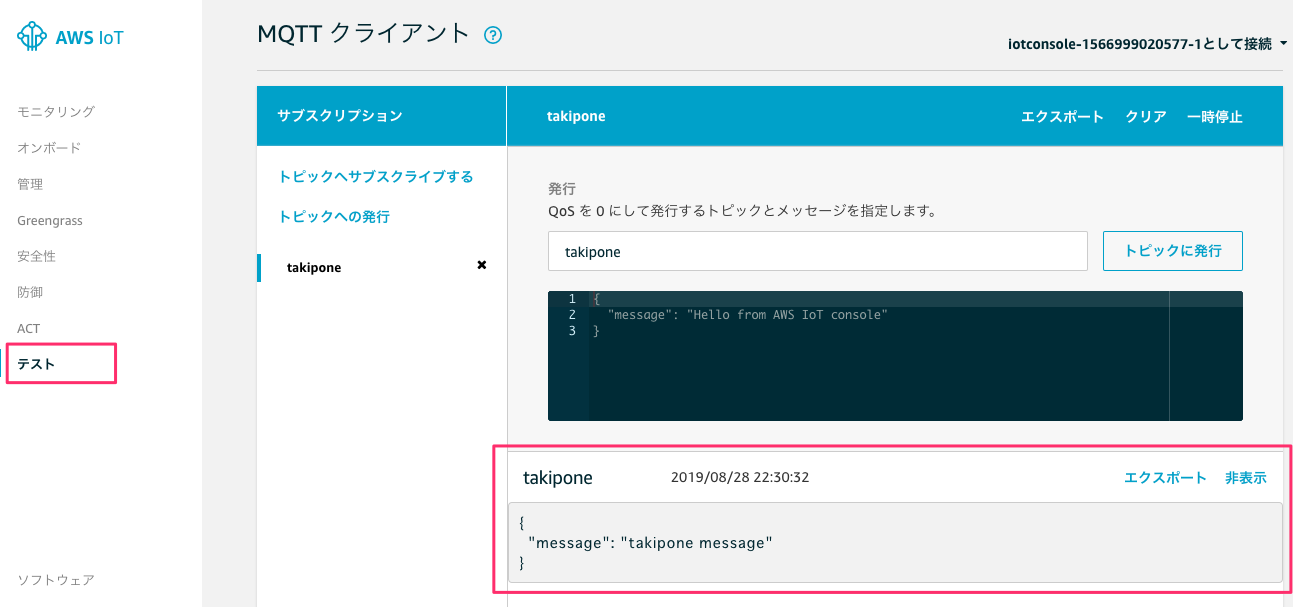 AWS IoT
モニタリング
オンボード
管理
Greengrass
安全性
防御
ACT
テスト
ソフトウェア
MQTT クライアント ?
iotconsole-1566999020577-1として接続
サブスクリプション
トピックへサブスクライブする
トピックへの発行
takipone ×
takipone エクスポート クリア 一時停止
発行
QoS を 0 にして発行するトピックとメッセージを指定します。
takipone トピックに発行
1 {
2 "message": "Hello from AWS IoT console"
3 }
takipone 2019/08/28 22:30:32 エクスポート 非表示
{
"message": "takipone message"
}